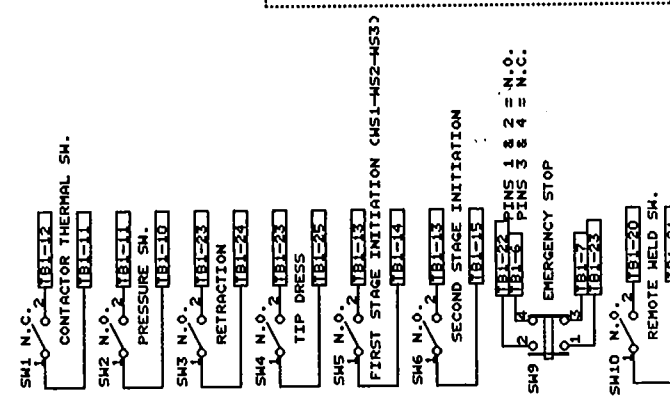 SW1 N.C.
1 2
TB1-12
CONTACTOR THERMAL SW.
TB1-11
SW2 N.O.
1 2
TB1-11
PRESSURE SW.
TB1-10
SW3 N.O.
1 2
TB1-23
RETRACTION
TB1-24
SW4 N.O.
1 2
TB1-23
TIP DRESS
TB1-25
SW5 N.O.
1 2
TB1-13
FIRST STAGE INITIATION (WS1-WS2-WS3)
TB1-14
SW6 N.O.
1 2
TB1-13
SECOND STAGE INITIATION
TB1-15
SW9
2 4
1 3
TB1-22
TB1-6
PINS 1 & 2 = N.O.
PINS 3 & 4 = N.C.
EMERGENCY STOP
TB1-7
TB1-23
SW10 N.O.
1 2
TB1-20
REMOTE WELD SW.